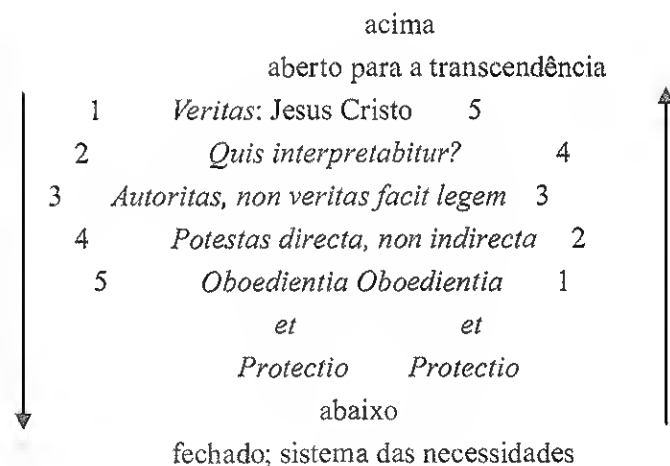 acima
aberto para a transcendência
1 Veritas: Jesus Cristo 5
2 Quis interpretabitur? 4
3 Autoritas, non veritas facit legem 3
4 Potestas directa, non indirecta 2
5 Oboedientia Oboedientia 1
et et
Protectio Protectio
abaixo
fechado; sistema das necessidades